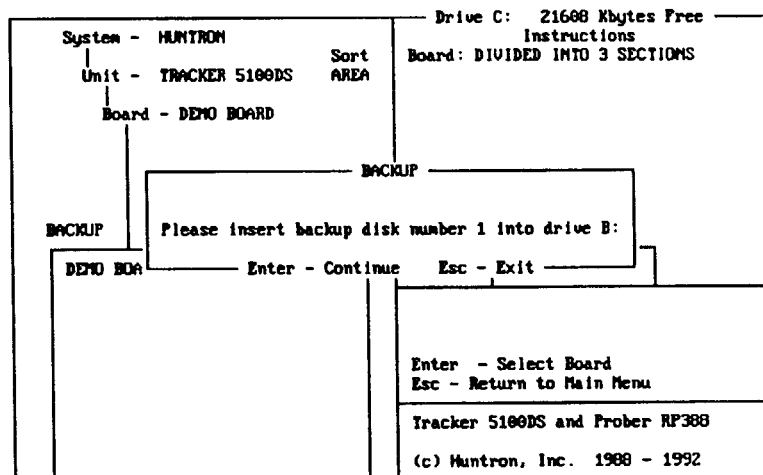 Drive C: 21608 Kbytes Free
System - HUNTRON
Instructions
Sort
Board: DIVIDED INTO 3 SECTIONS
Unit - TRACKER 5100DS
AREA
Board - DEMO BOARD
BACKUP
BACKUP
Please insert backup disk number 1 into drive B:
DEMO BOA
Enter - Continue Esc - Exit
Enter - Select Board
Esc - Return to Main Menu
Tracker 5100DS and Prober RP388
(c) Huntron, Inc. 1988 - 1992